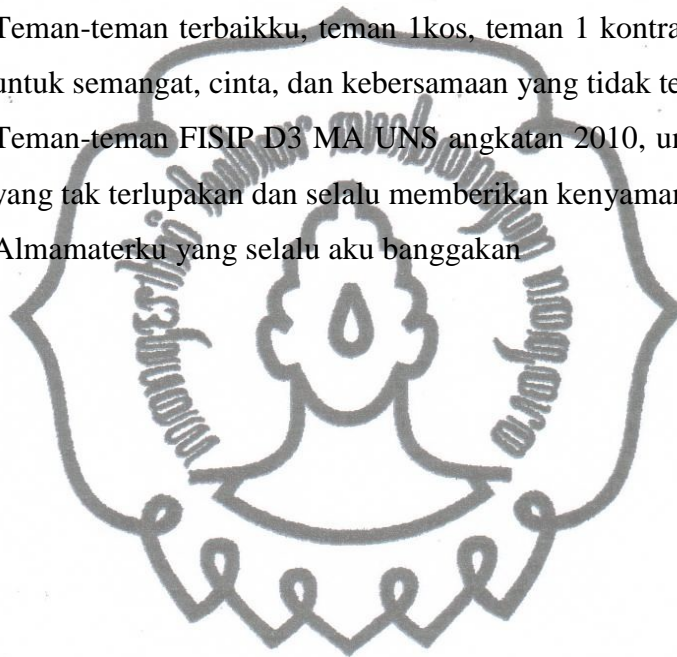 Teman-teman terbaikku, teman 1kos, teman 1 kontra
untuk semangat, cinta, dan kebersamaan yang tidak te
Teman-teman FISIP D3 MA UNS angkatan 2010, un
yang tak terlupakan dan selalu memberikan kenyaman
Almamaterku yang selalu aku banggakan